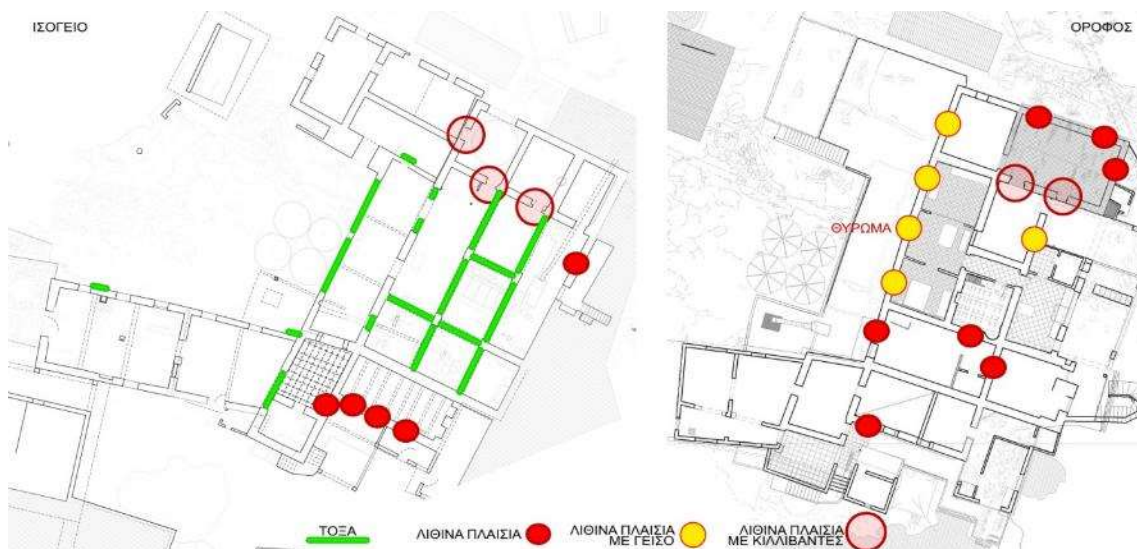 ΙΣΟΓΕΙΟ
ΟΡΟΦΟΣ
ΘΥΡΩΜΑ
ΤΟΞΑ
ΛΙΘΙΝΑ ΠΛΑΙΣΙΑ
ΛΙΘΙΝΑ ΠΛΑΙΣΙΑ
ΜΕ ΓΕΙΣΟ
ΛΙΘΙΝΑ ΠΛΑΙΣΙΑ
ΜΕ ΚΙΛΛΙΒΑΝΤΕΣ